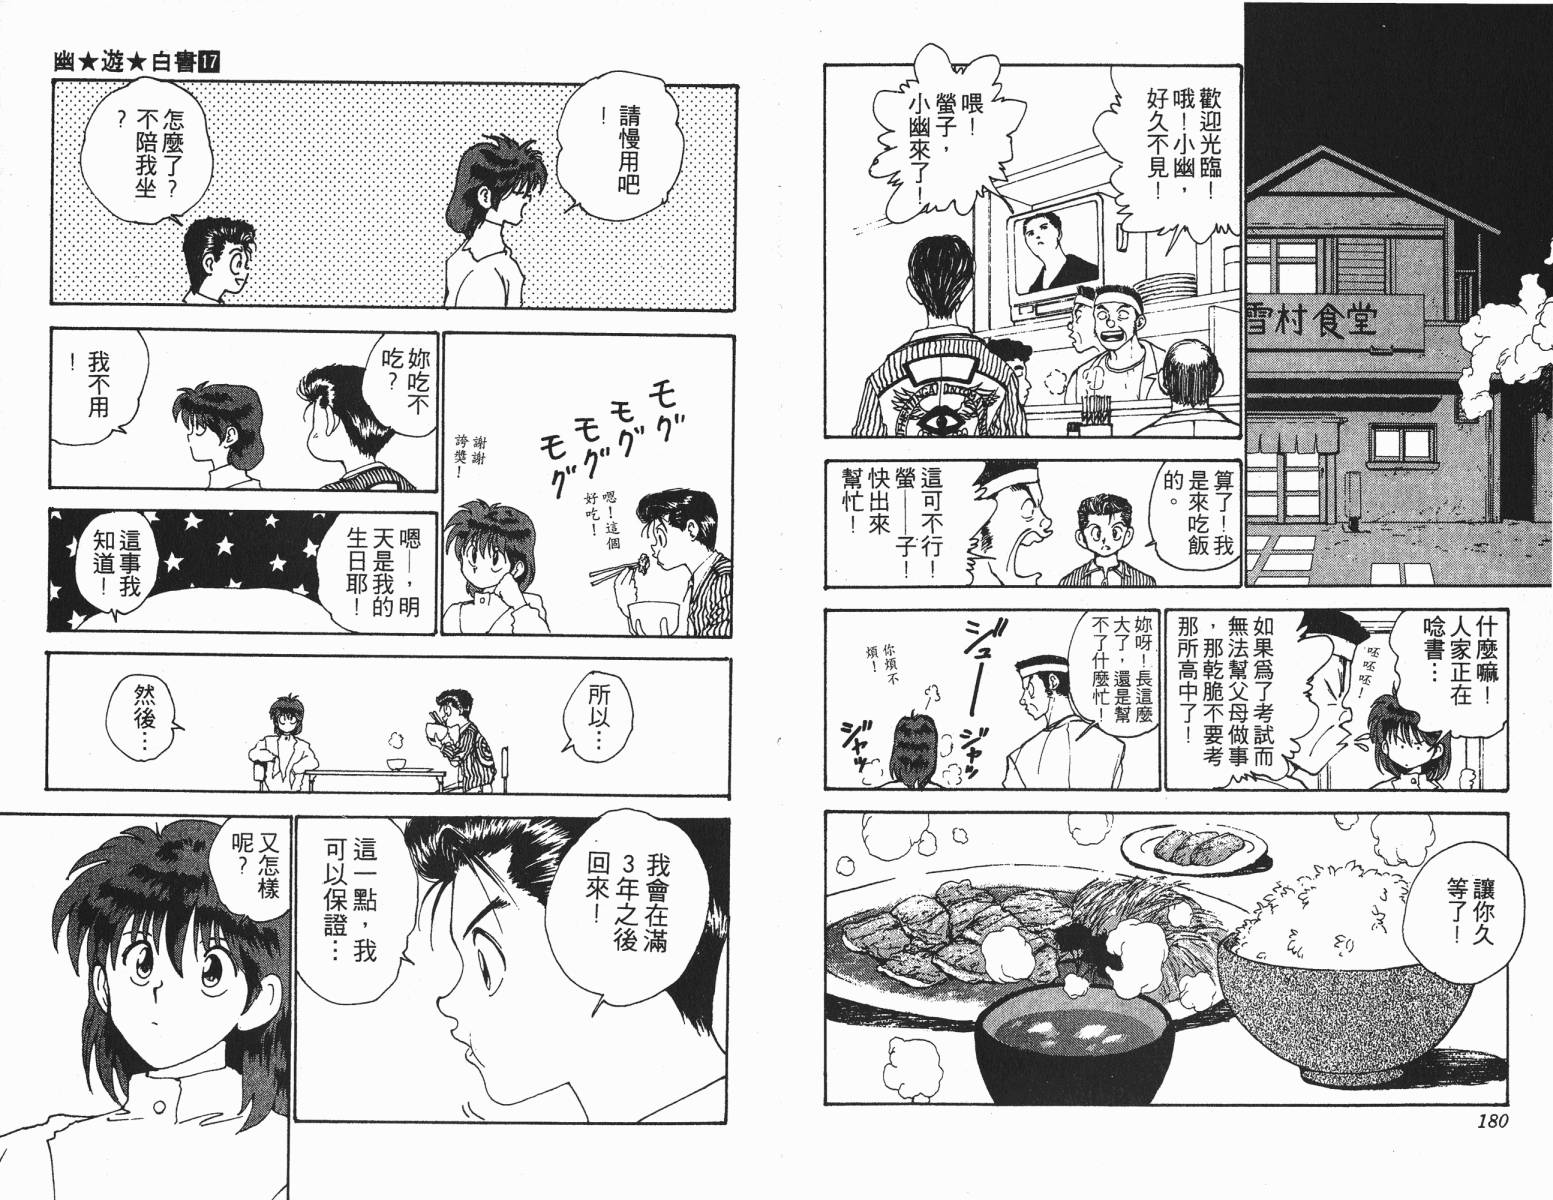 雪村食堂
歡迎光臨！
哦！小幽，
好久不見！
喂！
螢子，
小幽來了！
算了！我
是來吃飯
的。
這可不行！
螢——子！
快出來
幫忙！
什麼嘛！
人家正在
唸書…
呸呸呸！
如果爲了考試而
無法幫父母做事
，那乾脆不要考
那所高中了！
妳呀！長這麼
大了，還是幫
不了什麼忙！
ジュー
ジャッ
ジャッ
你煩不
煩！
讓你久
等了！
180
幽★遊★白書17
請慢用吧
！
怎麼了？
不陪我坐
？
モグ
モグ
モグ
モグ
嗯！這個
好吃！
謝謝
誇獎！
妳吃不
吃？
我不用
！
嗯—，明
天是我的
生日耶！
這事我
知道！
所以…
然後…
我會在滿
3年之後
回來！
這一點，我
可以保證…
又怎樣
呢？